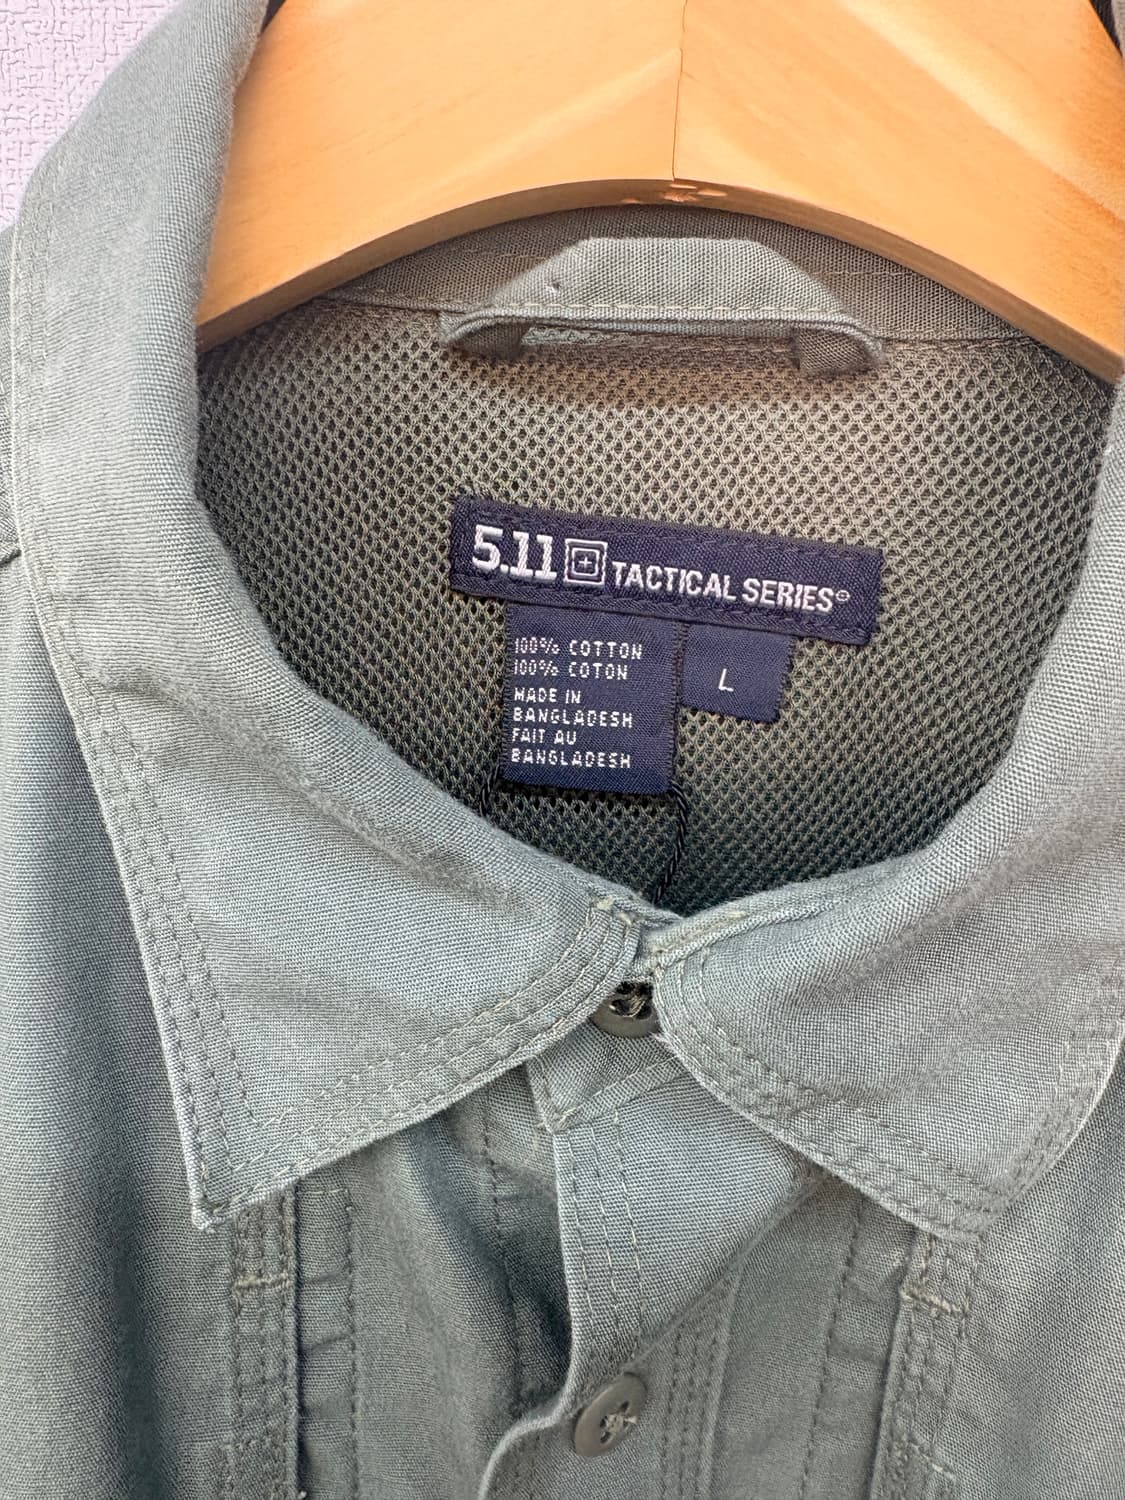 5.11 TACTICAL SERIES®
100% COTTON
100% COTON
MADE IN
BANGLADESH
FAIT AU
BANGLADESH
L